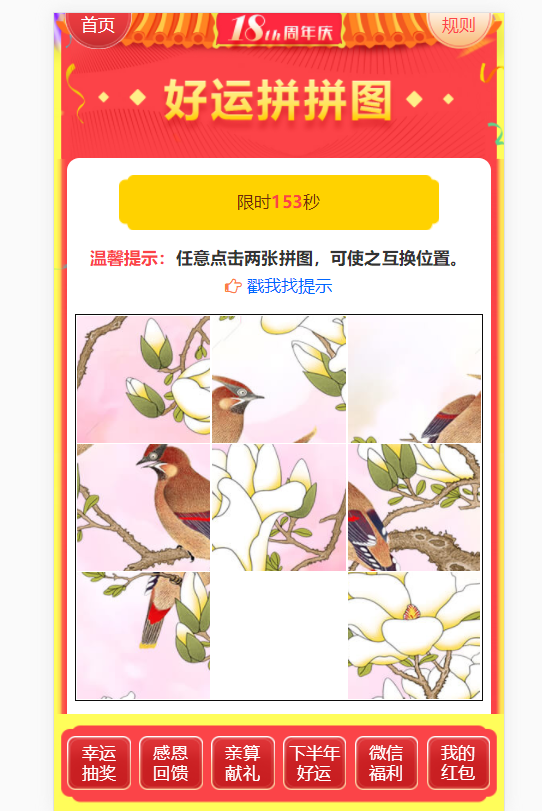 首页
18th周年庆
规则
好运拼拼图
限时153秒
温馨提示：任意点击两张拼图，可使之互换位置。
戳我找提示
幸运
抽奖
感恩
回馈
亲算
献礼
下半年
好运
微信
福利
我的
红包